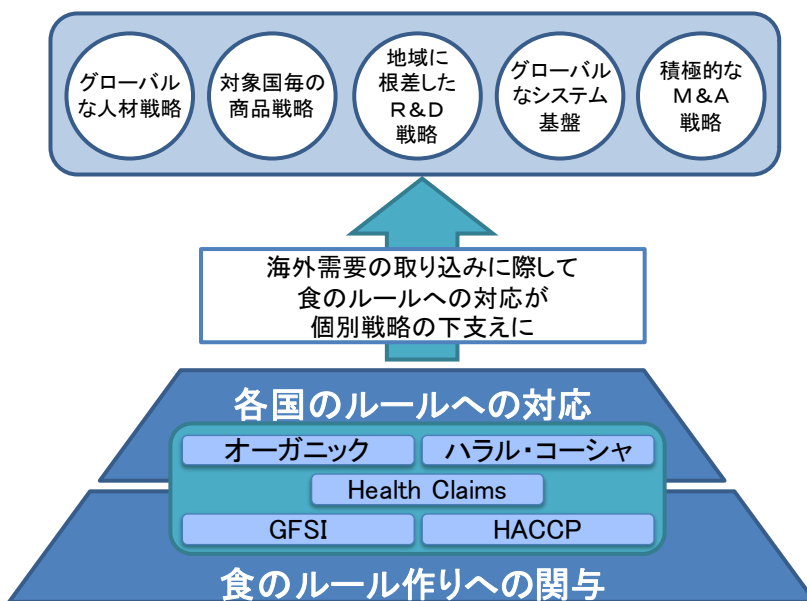 グローバル
な人材戦略
対象国毎の
商品戦略
地域に
根差した
R&D
戦略
グローバル
なシステム
基盤
積極的な
M&A
戦略
海外需要の取り込みに際して
食のルールへの対応が
個別戦略の下支えに
各国のルールへの対応
オーガニック
ハラル・コーシャ
Health Claims
GFSI
HACCP
食のルール作りへの関与